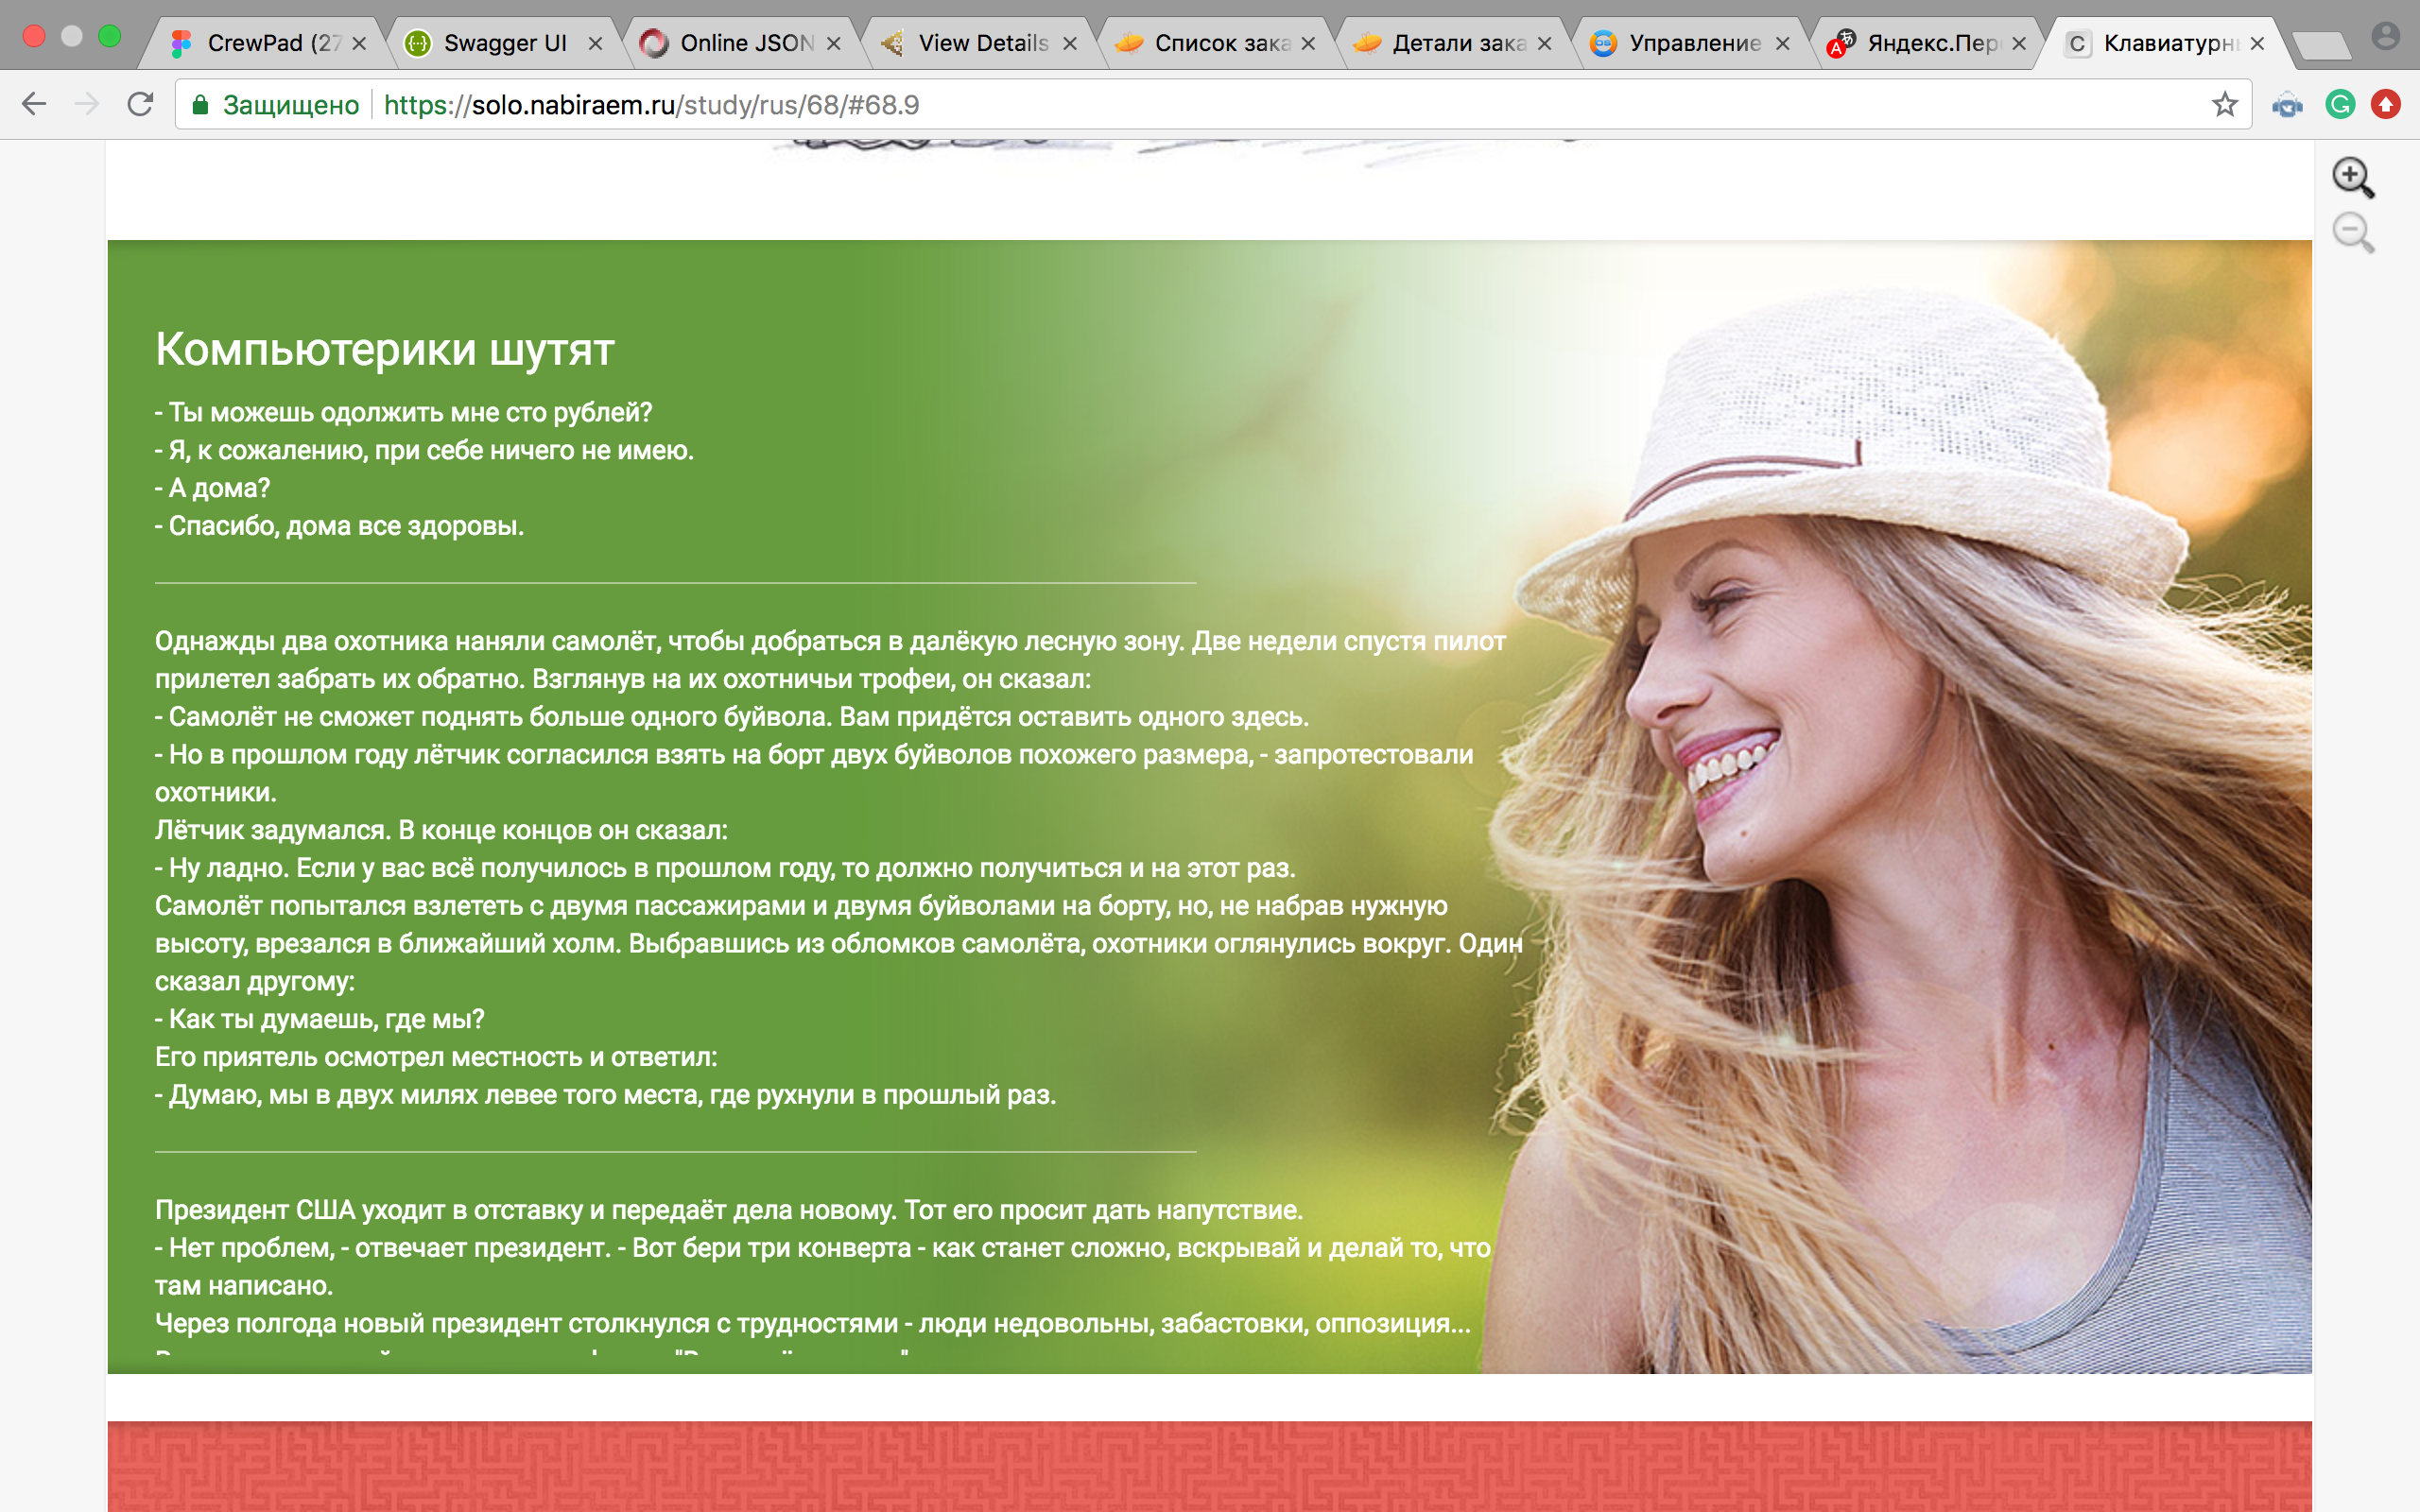 CrewPad (27
Swagger UI
Online JSON
View Details
Список зака
Детали зака
Управление
Яндекс.Пер
Клавиатурн
Защищено
https://solo.nabiraem.ru/study/rus/68/#68.9
Компьютерики шутят
- Ты можешь одолжить мне сто рублей?
- Я, к сожалению, при себе ничего не имею.
- А дома?
- Спасибо, дома все здоровы.
Однажды два охотника наняли самолёт, чтобы добраться в далёкую лесную зону. Две недели спустя пилот
прилетел забрать их обратно. Взглянув на их охотничьи трофеи, он сказал:
- Самолёт не сможет поднять больше одного буйвола. Вам придётся оставить одного здесь.
- Но в прошлом году лётчик согласился взять на борт двух буйволов похожего размера, - запротестовали
охотники.
Лётчик задумался. В конце концов он сказал:
- Ну ладно. Если у вас всё получилось в прошлом году, то должно получиться и на этот раз.
Самолёт попытался взлететь с двумя пассажирами и двумя буйволами на борту, но, не набрав нужную
высоту, врезался в ближайший холм. Выбравшись из обломков самолёта, охотники оглянулись вокруг. Один
сказал другому:
- Как ты думаешь, где мы?
Его приятель осмотрел местность и ответил:
- Думаю, мы в двух милях левее того места, где рухнули в прошлый раз.
Президент США уходит в отставку и передаёт дела новому. Тот его просит дать напутствие.
- Нет проблем, - отвечает президент. - Вот бери три конверта - как станет сложно, вскрывай и делай то, что
там написано.
Через полгода новый президент столкнулся с трудностями - люди недовольны, забастовки, оппозиция...